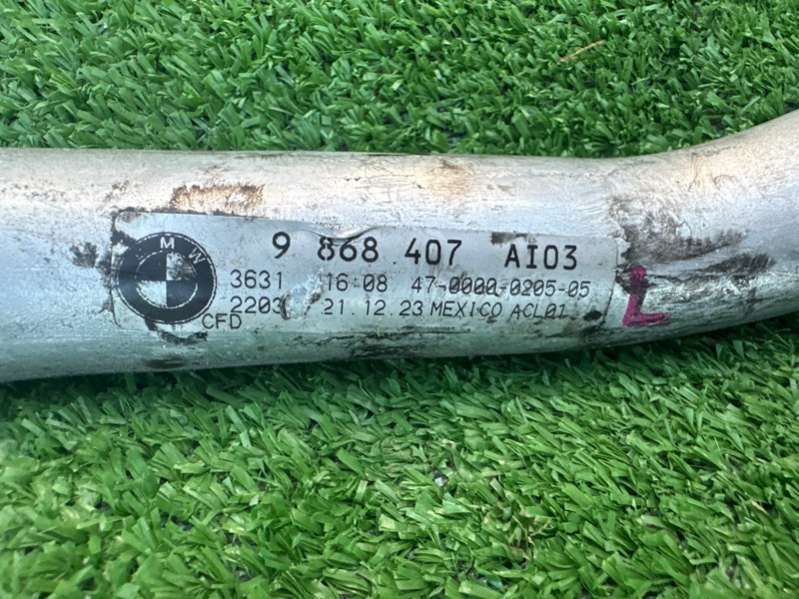 BMW
9 868 407 AI03
3631 16:08 47-0000-0205-05
2203 21.12.23 MEXICO ACL01
CFD
L